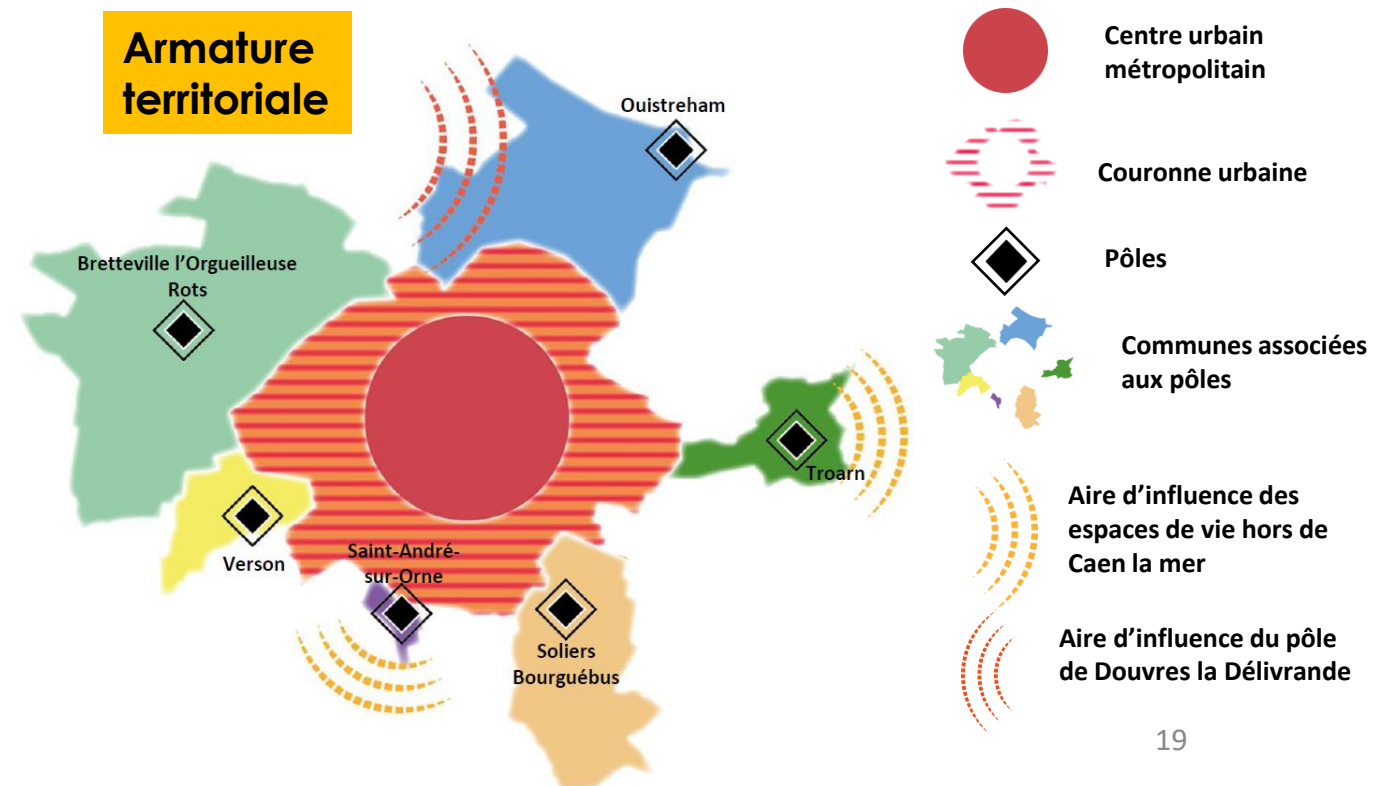 Armature
territoriale
Ouistreham
Bretteville l'Orgueilleuse
Rots
Troarn
Verson
Saint-André-
sur-Orne
Soliers
Bourguébus
Centre urbain
métropolitain
Couronne urbaine
Pôles
Communes associées
aux pôles
Aire d'influence des
espaces de vie hors de
Caen la mer
Aire d'influence du pôle
de Douvres la Délivrande
19